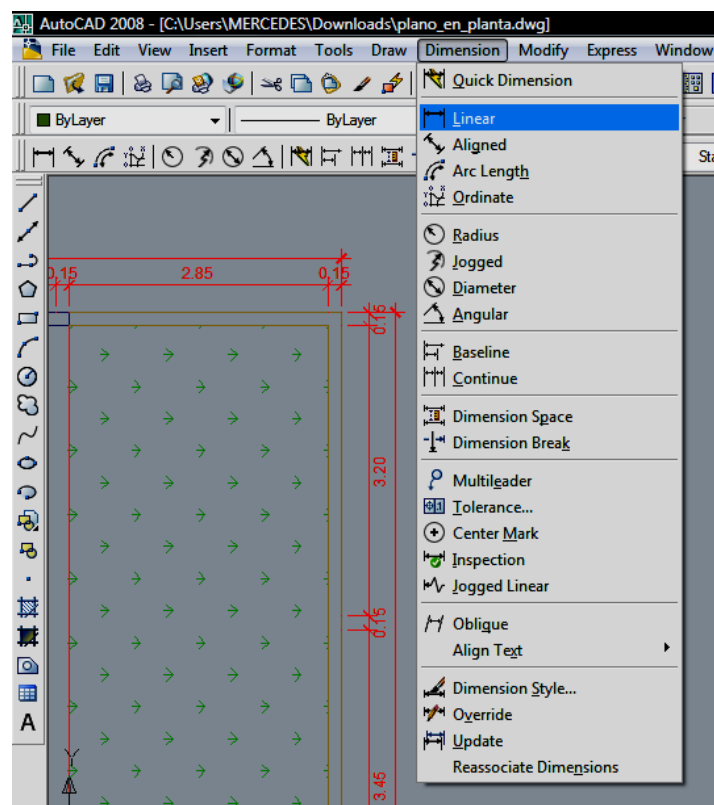 AutoCAD 2008 - [C:\Users\MERCEDES\Downloads\plano_en_planta.dwg]
File Edit View Insert Format Tools Draw Dimension Modify Express Window
Quick Dimension
ByLayer ByLayer
Linear
Aligned
Arc Length
Ordinate
Radius
Jogged
Diameter
Angular
Baseline
Continue
Dimension Space
Dimension Break
Multileader
Tolerance...
Center Mark
Inspection
Jogged Linear
Oblique
Align Text
Dimension Style...
Override
Update
Reassociate Dimensions
0,15 2.85 0,15
0.15
3.20
0.15
3.45
A
Y